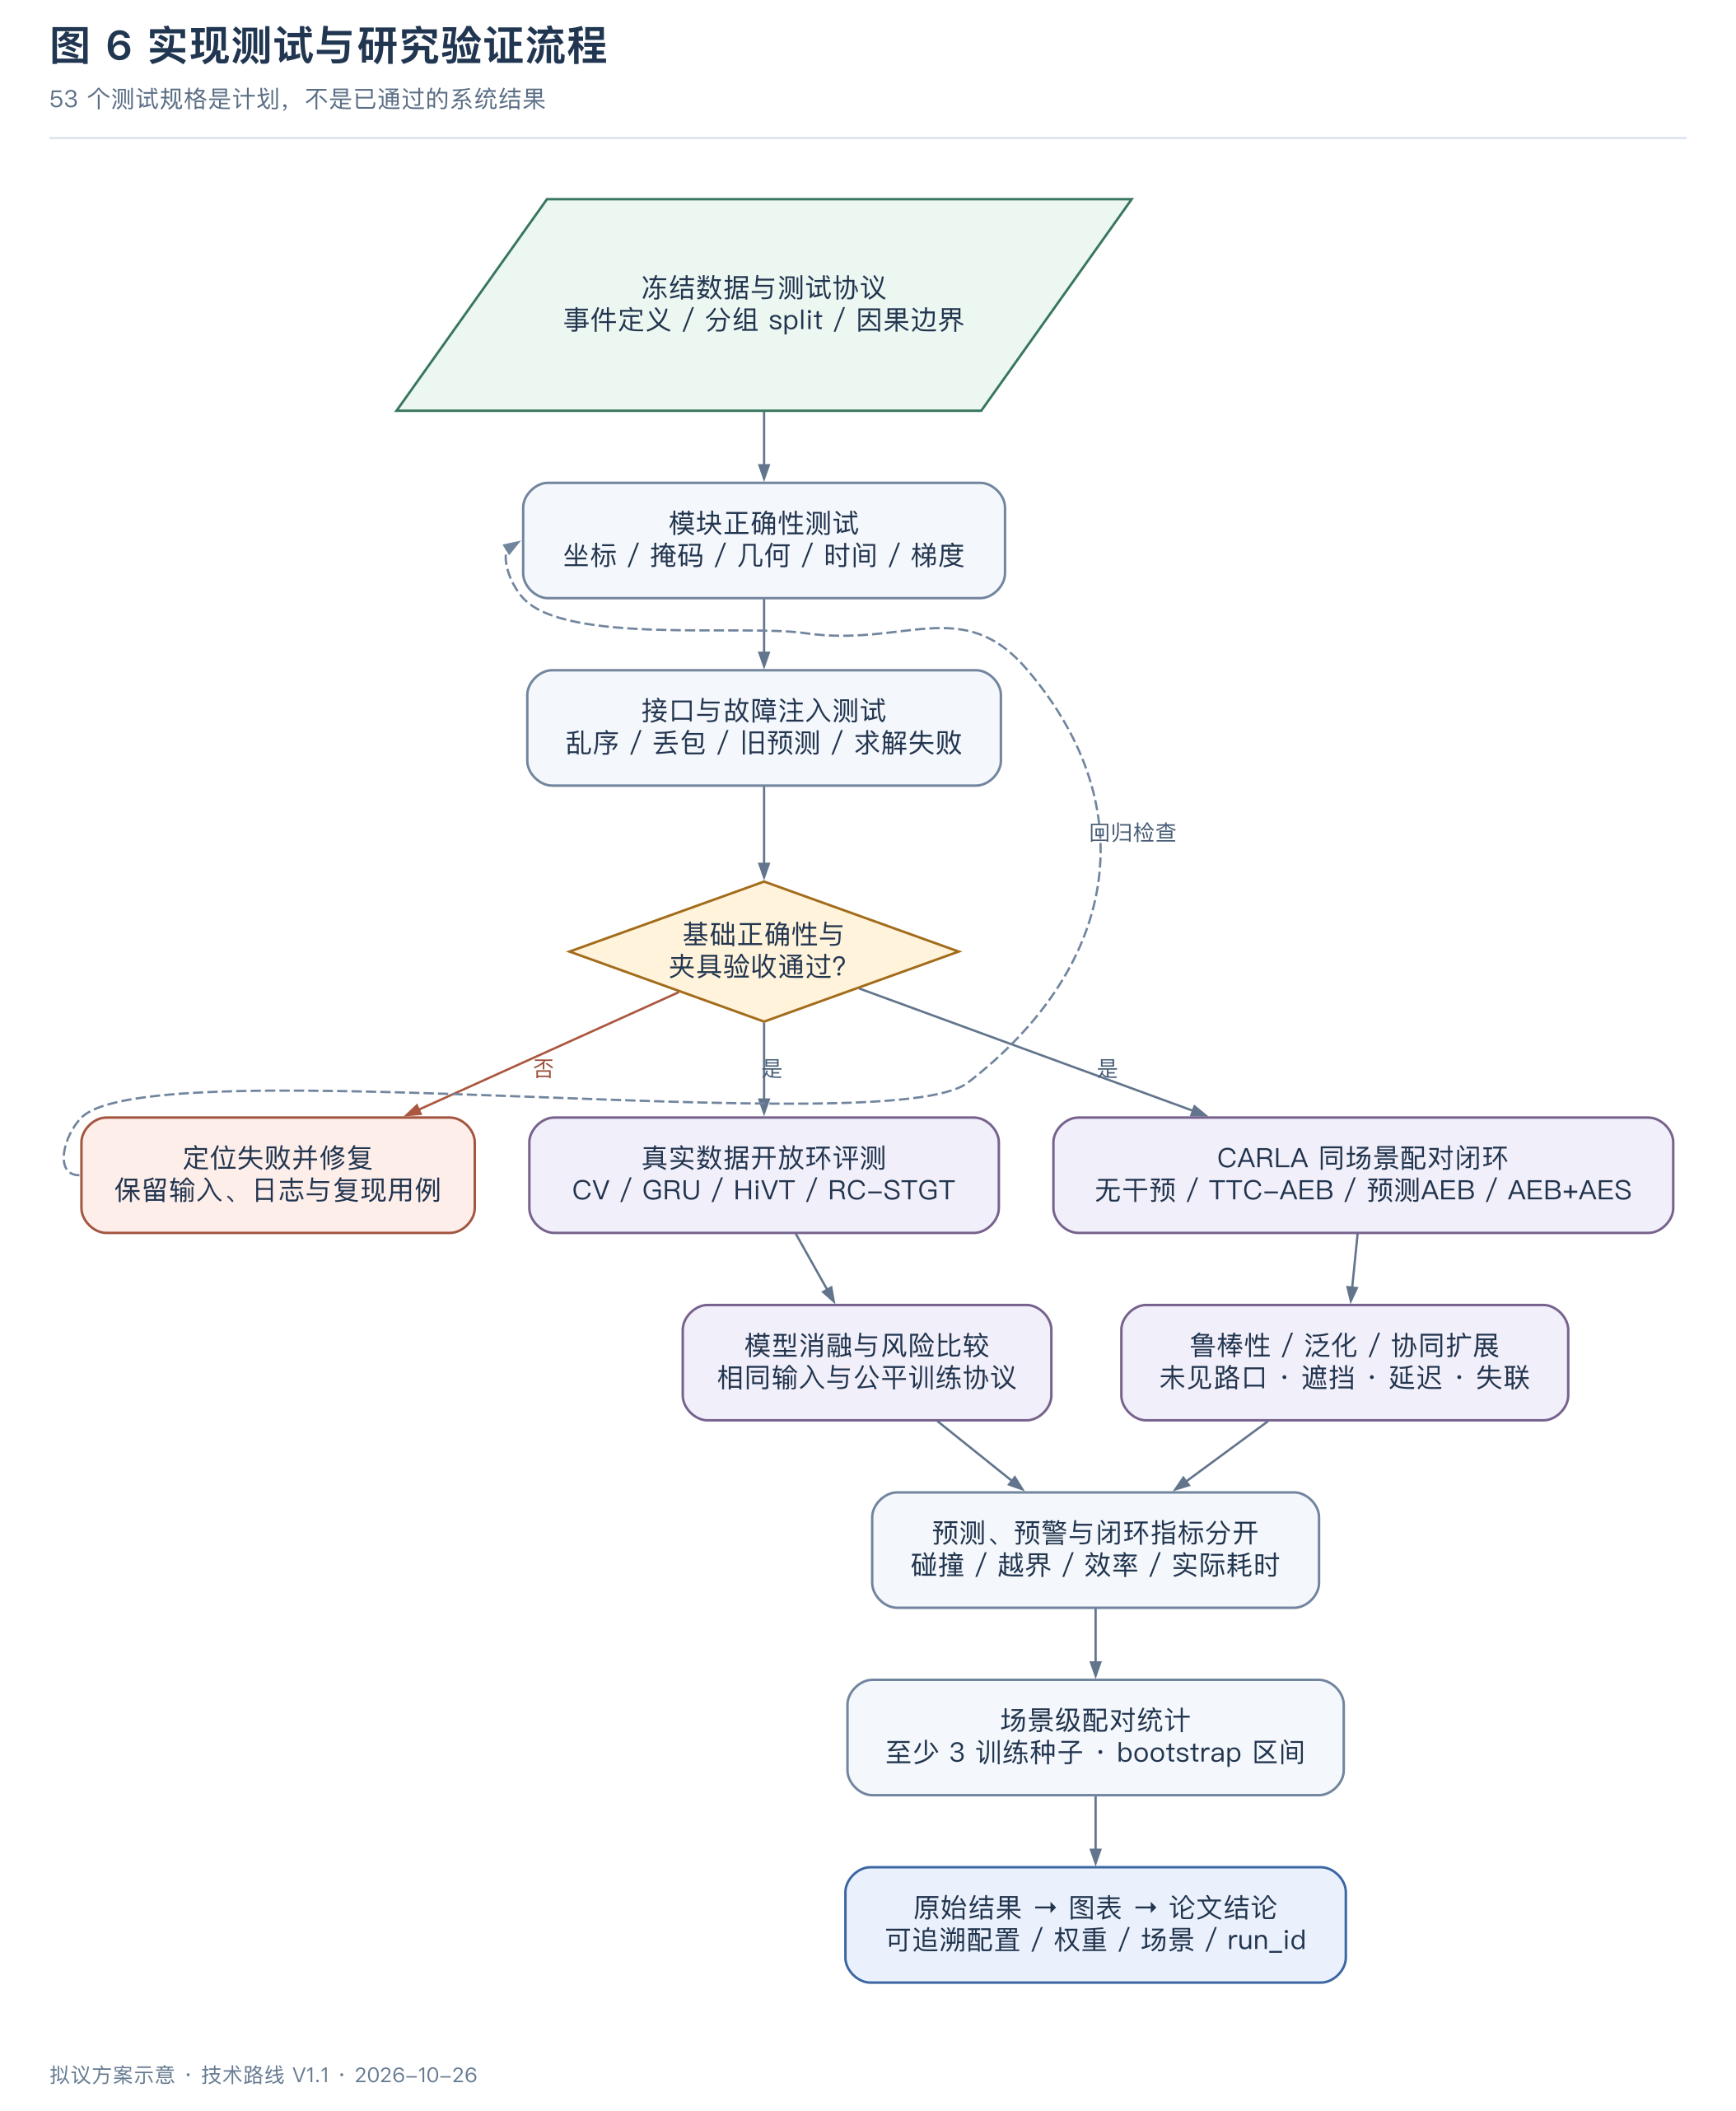 图 6 实现测试与研究验证流程
53 个测试规格是计划，不是已通过的系统结果
冻结数据与测试协议
事件定义 / 分组 split / 因果边界
模块正确性测试
坐标 / 掩码 / 几何 / 时间 / 梯度
接口与故障注入测试
乱序 / 丢包 / 旧预测 / 求解失败
回归检查
基础正确性与
夹具验收通过?
否
是
是
定位失败并修复
保留输入、日志与复现用例
真实数据开放环评测
CV / GRU / HiVT / RC-STGT
CARLA 同场景配对闭环
无干预 / TTC-AEB / 预测AEB / AEB+AES
模型消融与风险比较
相同输入与公平训练协议
鲁棒性 / 泛化 / 协同扩展
未见路口 · 遮挡 · 延迟 · 失联
预测、预警与闭环指标分开
碰撞 / 越界 / 效率 / 实际耗时
场景级配对统计
至少 3 训练种子 · bootstrap 区间
原始结果 → 图表 → 论文结论
可追溯配置 / 权重 / 场景 / run_id
拟议方案示意 · 技术路线 V1.1 · 2026-10-26